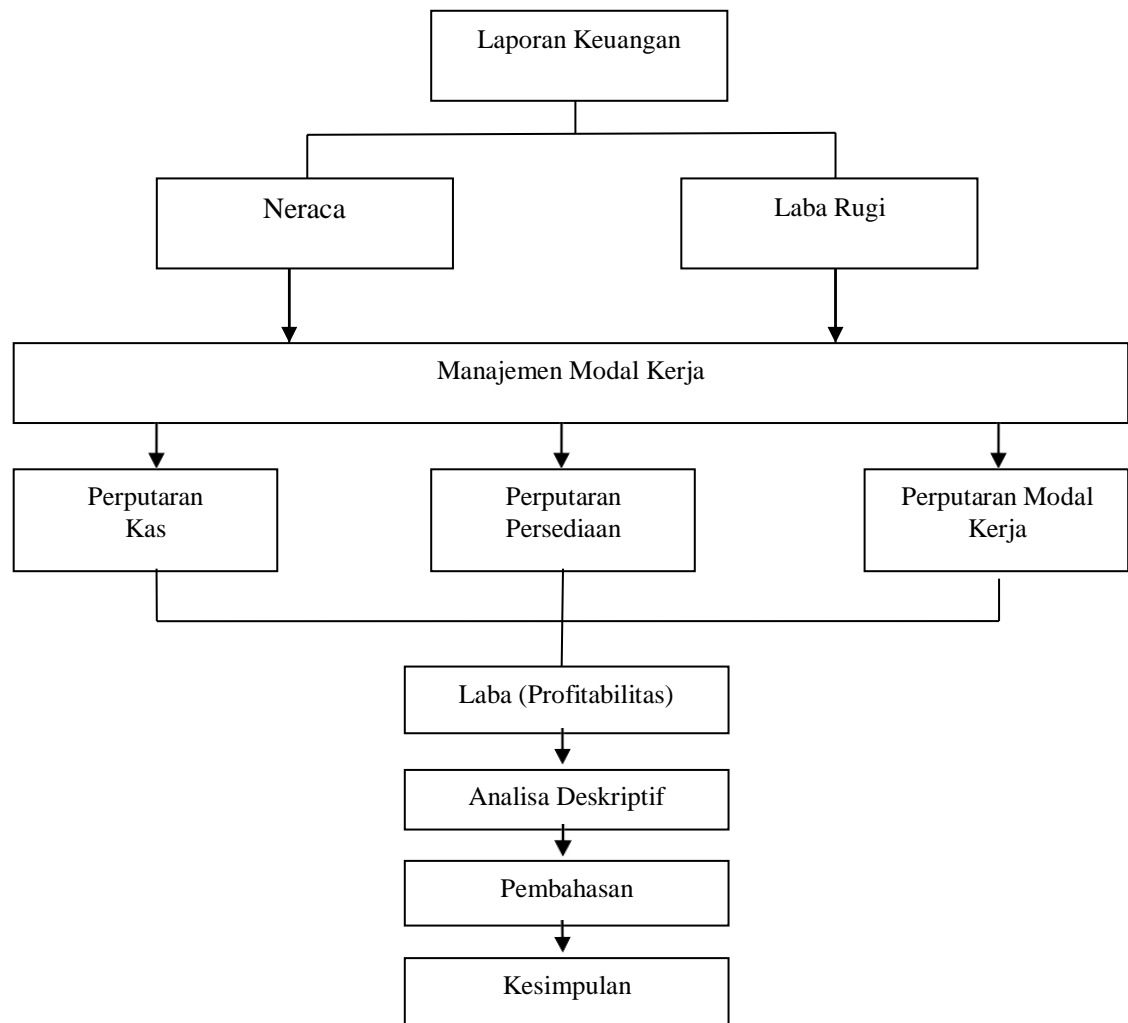 Laporan Keuangan
Neraca
Laba Rugi
Manajemen Modal Kerja
Perputaran
Kas
Perputaran
Persediaan
Perputaran Modal
Kerja
Laba (Profitabilitas)
Analisa Deskriptif
Pembahasan
Kesimpulan